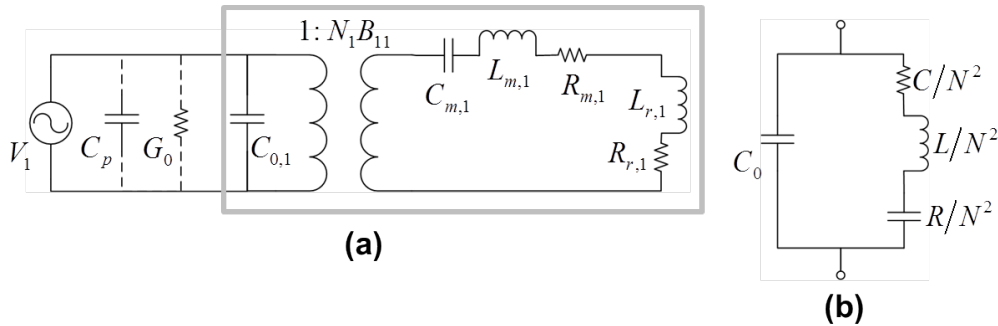 1: N₁B₁₁
V₁
Cₚ
G₀
C₀,₁
Cₘ,₁
Lₘ,₁
Rₘ,₁
Lᵣ,₁
Rᵣ,₁
(a)
C₀
C/N²
L/N²
R/N²
(b)